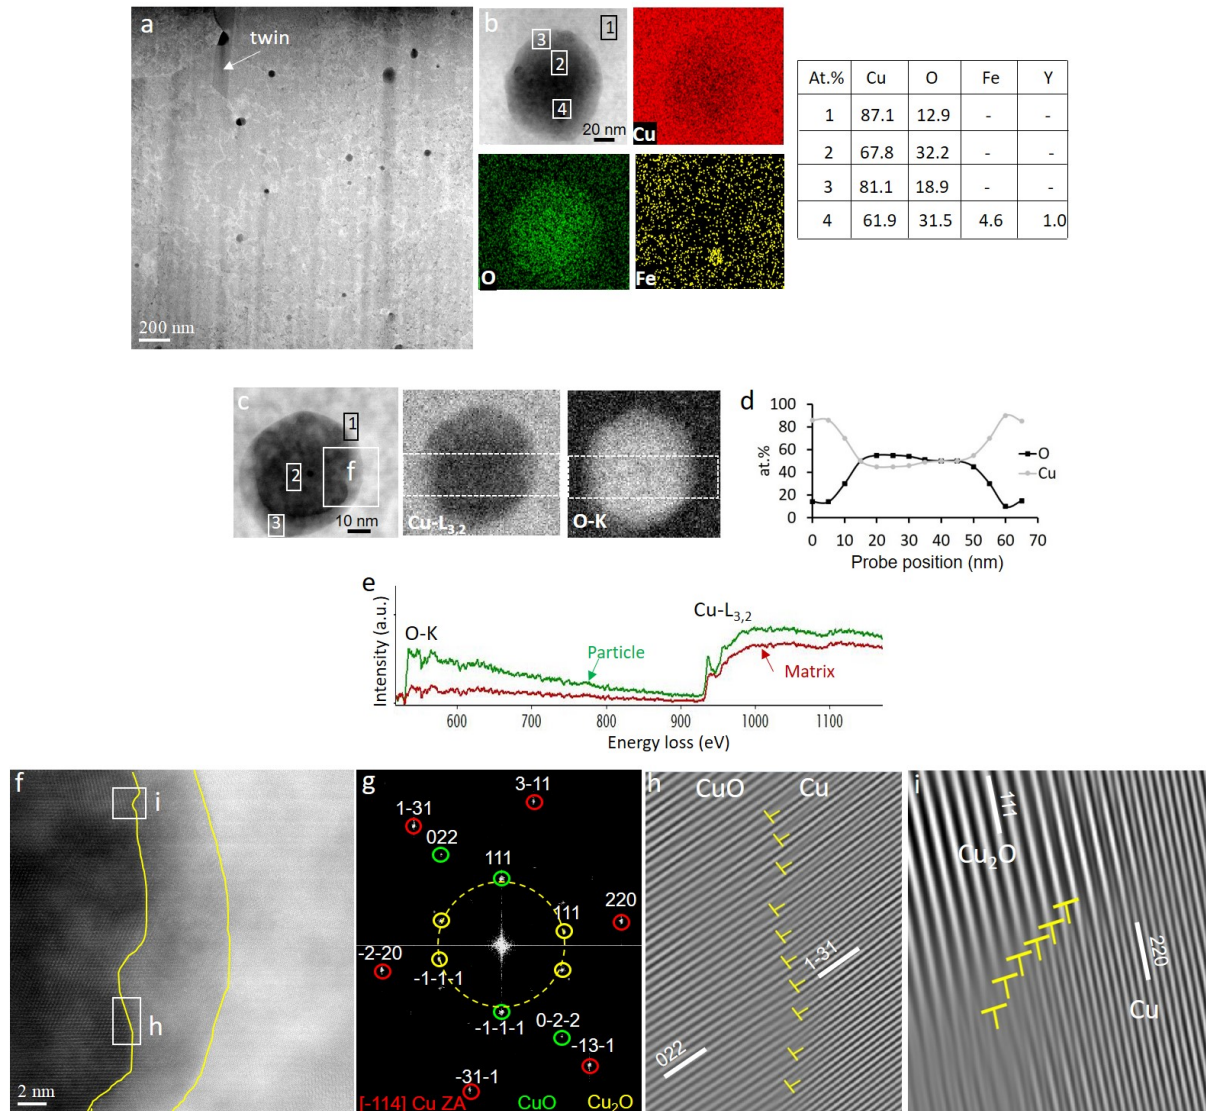 a
twin
200 nm
b
1
3
2
4
20 nm
Cu
O
Fe
At.% Cu O Fe Y
1 87.1 12.9 - -
2 67.8 32.2 - -
3 81.1 18.9 - -
4 61.9 31.5 4.6 1.0
c
1
2
f
3
10 nm
Cu-L3,2
O-K
d
100
80
60
40
20
0
at.%
0 10 20 30 40 50 60 70
Probe position (nm)
O
Cu
e
Intensity (a.u.)
O-K
Cu-L3,2
Particle
Matrix
600 700 800 900 1000 1100
Energy loss (eV)
f
i
h
2 nm
g
3-11
1-31
022
111
220
111
-2-20
-1-1-1
-1-1-1
0-2-2
-13-1
-31-1
[-114] Cu ZA CuO Cu2O
h
CuO Cu
1-31
022
i
111
Cu2O
220
Cu